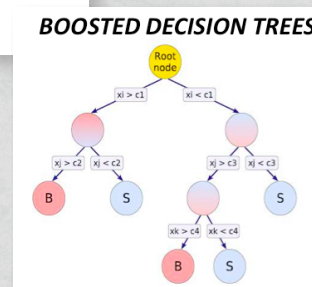 BOOSTED DECISION TREES
Root
node
xi > c1
xi < c1
xj > c2
xj < c2
xj > c3
xj < c3
B
S
S
xk > c4
xk < c4
B
S